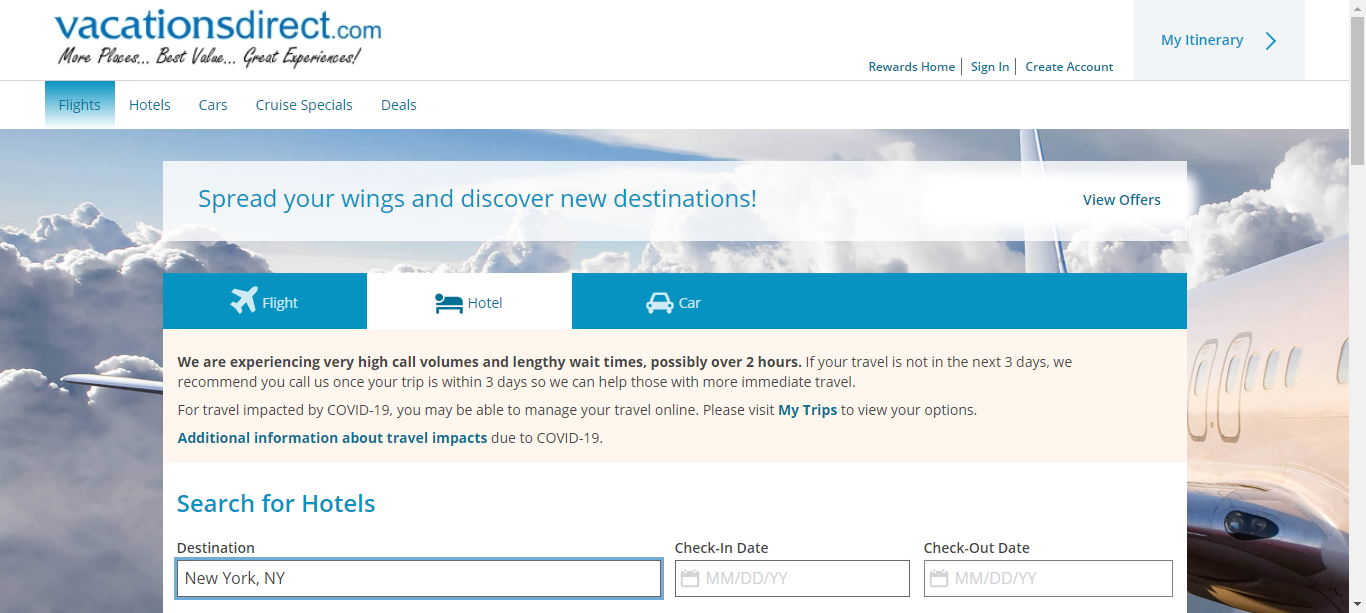 vacationsdirect.com
More Places... Best Value... Great Experiences!
My Itinerary
Rewards Home
Sign In
Create Account
Flights
Hotels
Cars
Cruise Specials
Deals
Spread your wings and discover new destinations!
View Offers
Flight
Hotel
Car
We are experiencing very high call volumes and lengthy wait times, possibly over 2 hours. If your travel is not in the next 3 days, we
recommend you call us once your trip is within 3 days so we can help those with more immediate travel.
For travel impacted by COVID-19, you may be able to manage your travel online. Please visit My Trips to view your options.
Additional information about travel impacts due to COVID-19.
Search for Hotels
Destination
Check-In Date
Check-Out Date
New York, NY
MM/DD/YY
MM/DD/YY